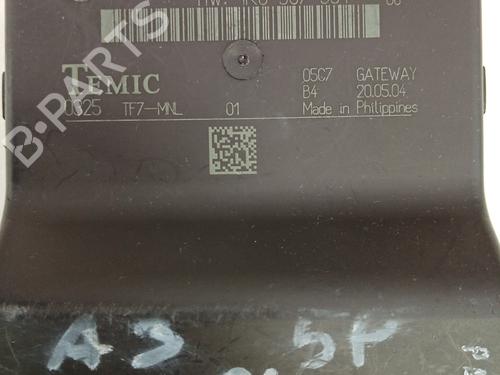 TEMIC 05C7 GATEWAY
0325 TF7-MNL 01 B4 20.05.04
Made in Philippines
B-PARTS
A3 5P